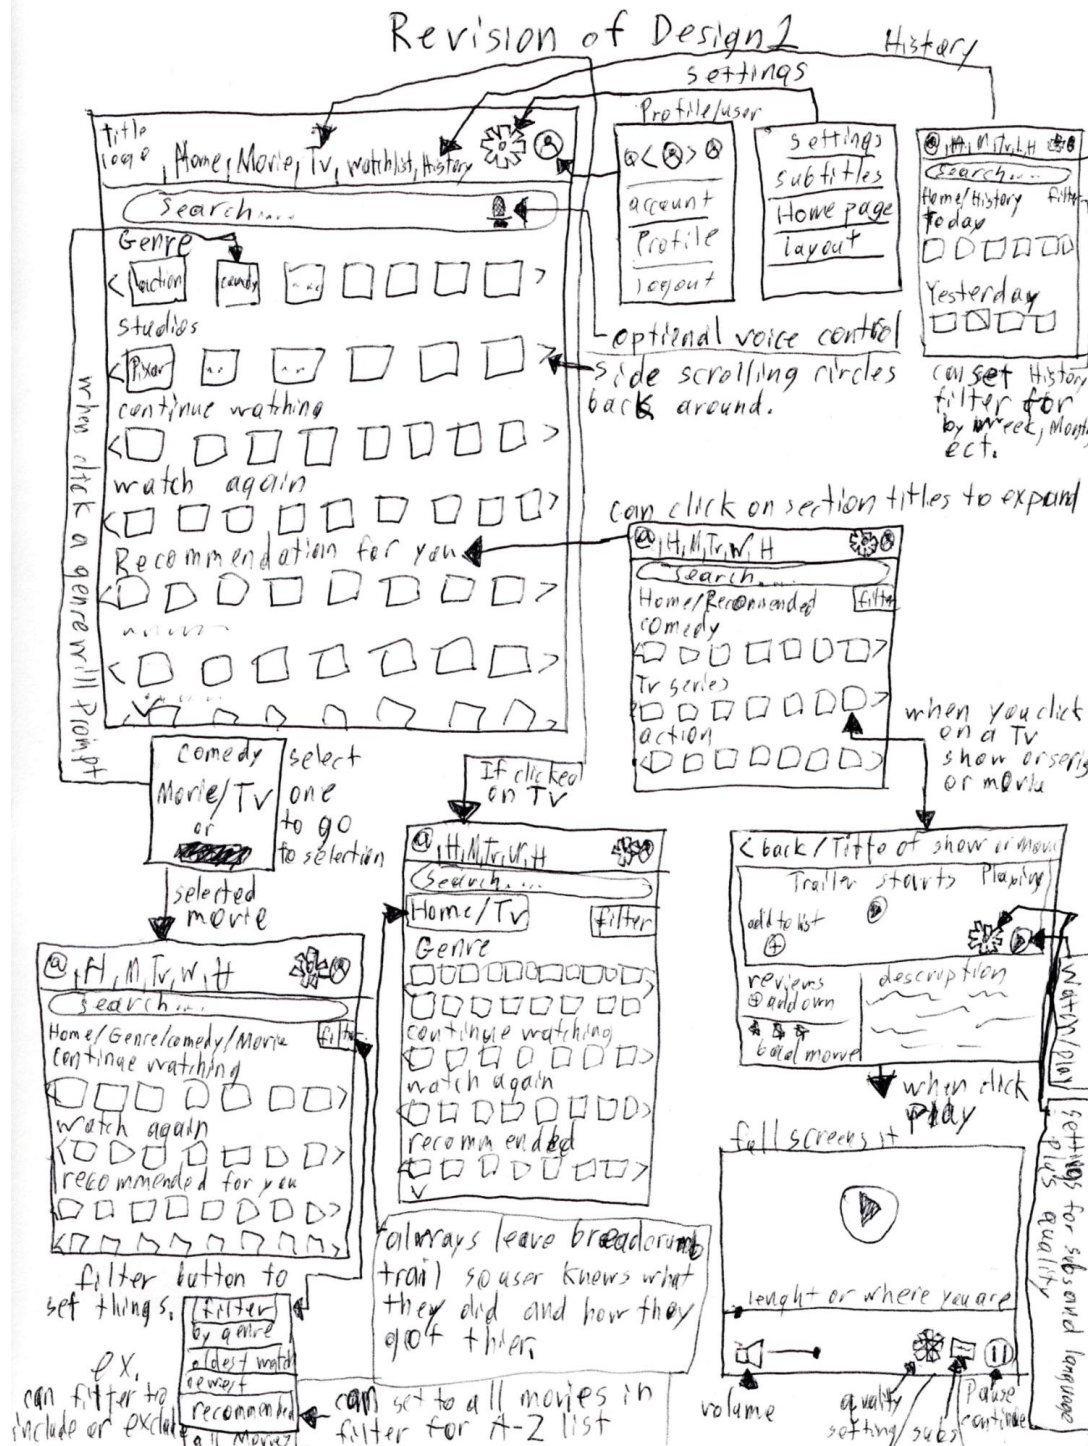 Revision of Design 1
History
settings
Profile/user
title
logo, Home, Movie, Tv, watchlist, History
Search....
Genre
action
comedy
studios
Pixar
continue watching
watch again
Recommendation for you
when click a genre will Prompt
account
Profile
logout
settings
subtitles
Home page
layout
@, H, M, Tv, L, H
Search....
Home/History filter
Today
Yesterday
can set History
filter for
by week, Month,
ect.
optional voice control
side scrolling circles
back around.
can click on section titles to expand
@, H, M, Tv, W, H
Search....
Home/Recommended filter
comedy
Tv series
action
when you click
on a Tv
show or
or movie
comedy
Movie/Tv
or
select
one
to go
to selection
selected
movie
If clicked
on Tv
@, H, M, Tv, W, H
Search....
Home/Tv filter
Genre
continue watching
watch again
recommended
@, H, M, Tv, W, H
Search....
Home/Genre/comedy/Movie filter
continue watching
watch again
recommended for you
< back / Title of show or movie
Trailer starts Playing
add to list
reviews
description
bad movie
Watch/play
when click
play
full screens it
lenght or where you are
volume
quality
setting
subs
Pause
continue
settings for subs and language
plus quality
always leave breadcrumb
trail so user knows what
they did and how they
got thier.
filter button to
set things.
ex.
can filter to
include or exclude
filter
by genre
oldest watch
newest
recommended
all Movies
can set to all movies in
filter for A-Z list